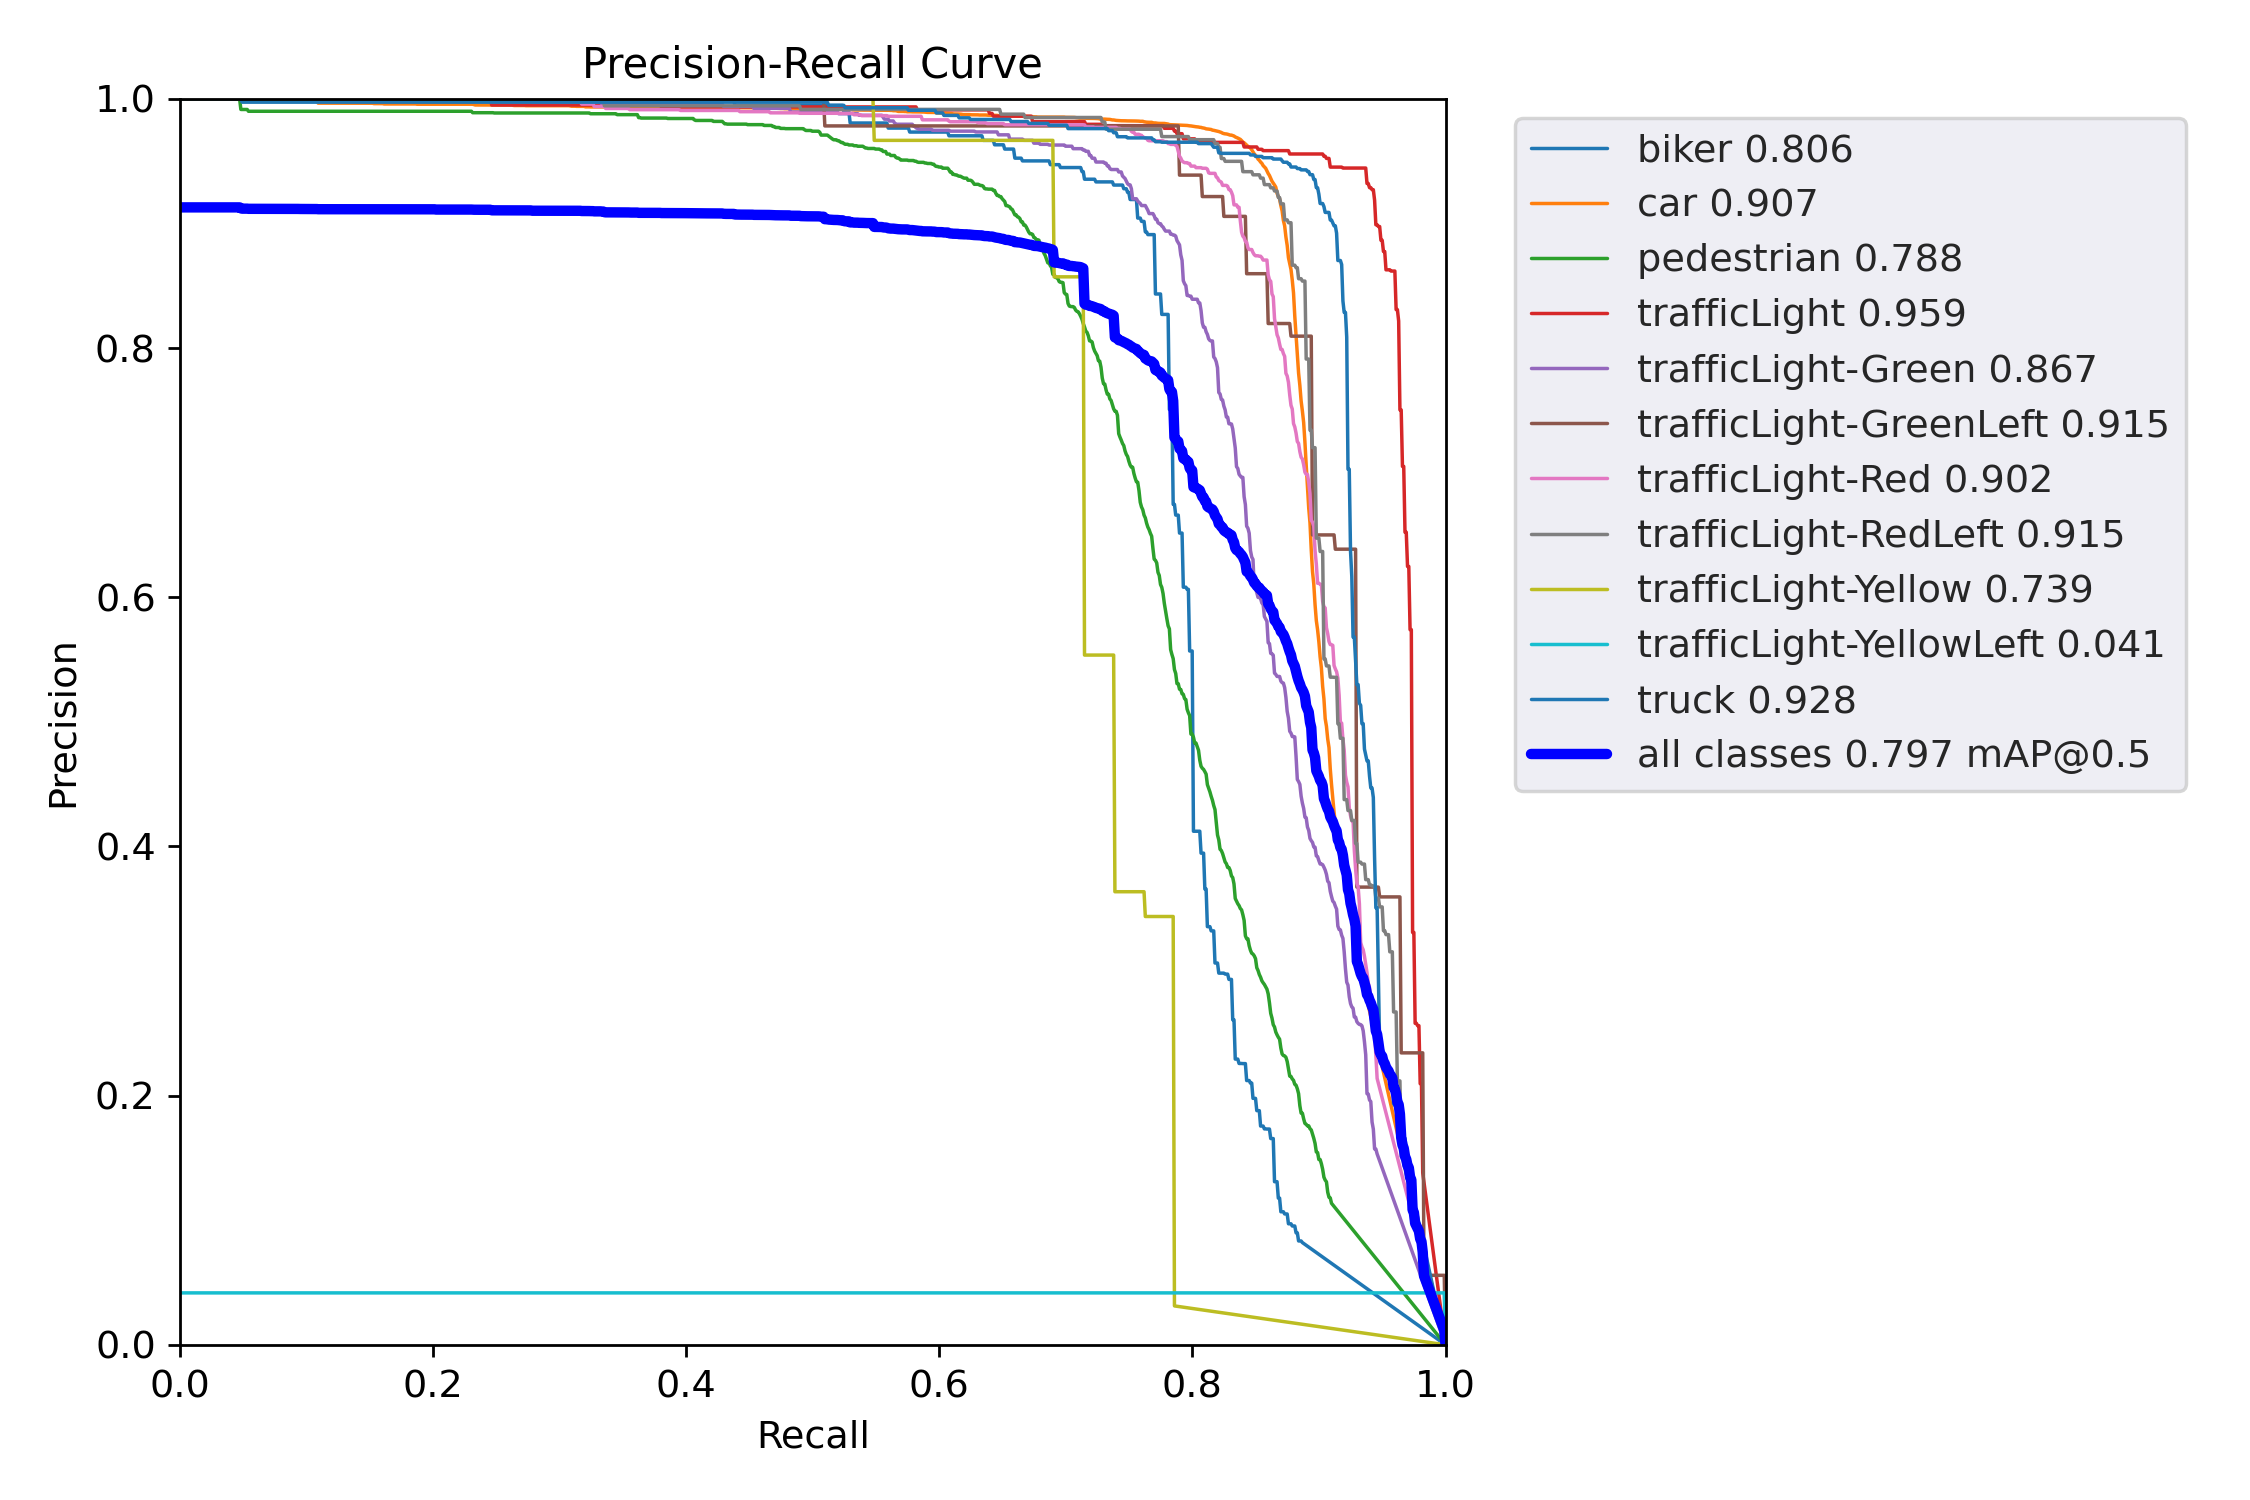 Precision-Recall Curve
1.0
0.8
0.6
0.4
0.2
0.0
Precision
0.0 0.2 0.4 0.6 0.8 1.0
Recall
biker 0.806
car 0.907
pedestrian 0.788
trafficLight 0.959
trafficLight-Green 0.867
trafficLight-GreenLeft 0.915
trafficLight-Red 0.902
trafficLight-RedLeft 0.915
trafficLight-Yellow 0.739
trafficLight-YellowLeft 0.041
truck 0.928
all classes 0.797 mAP@0.5